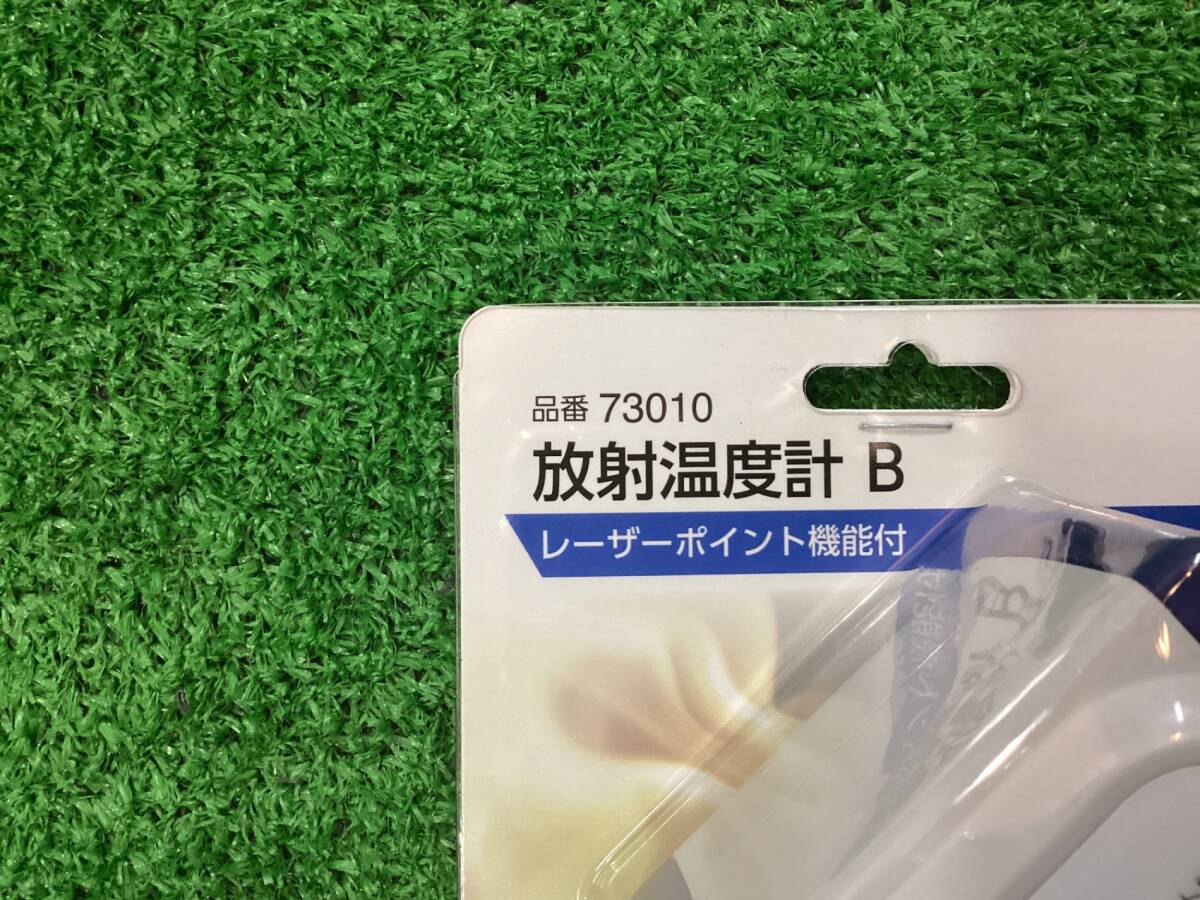 品番 73010
放射温度計 B
レーザーポイント機能付